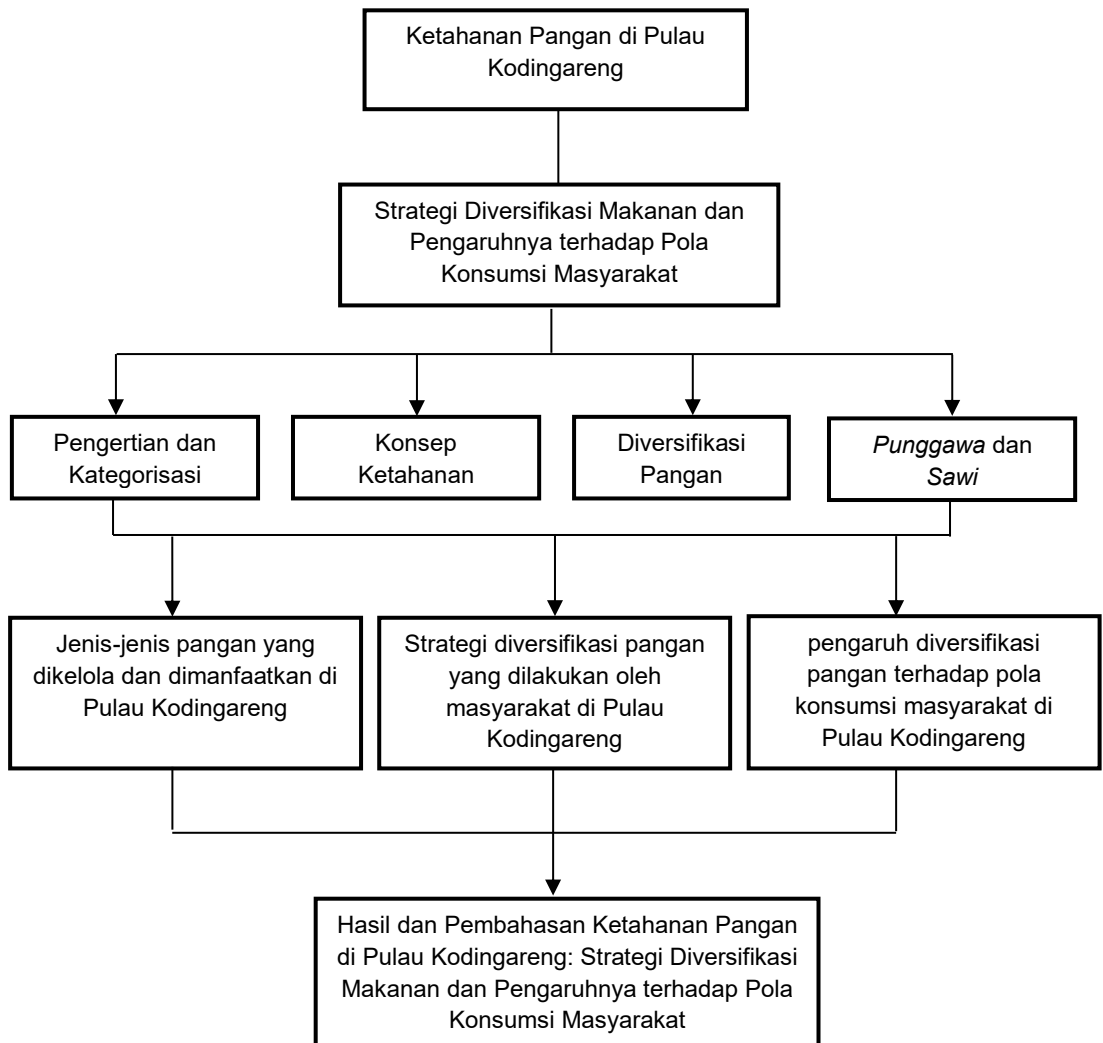 Ketahanan Pangan di Pulau
Kodingareng
Strategi Diversifikasi Makanan dan
Pengaruhnya terhadap Pola
Konsumsi Masyarakat
Pengertian dan
Kategorisasi
Konsep
Ketahanan
Diversifikasi
Pangan
Punggawa dan
Sawi
Jenis-jenis pangan yang
dikelola dan dimanfaatkan di
Pulau Kodingareng
Strategi diversifikasi pangan
yang dilakukan oleh
masyarakat di Pulau
Kodingareng
pengaruh diversifikasi
pangan terhadap pola
konsumsi masyarakat di
Pulau Kodingareng
Hasil dan Pembahasan Ketahanan Pangan
di Pulau Kodingareng: Strategi Diversifikasi
Makanan dan Pengaruhnya terhadap Pola
Konsumsi Masyarakat